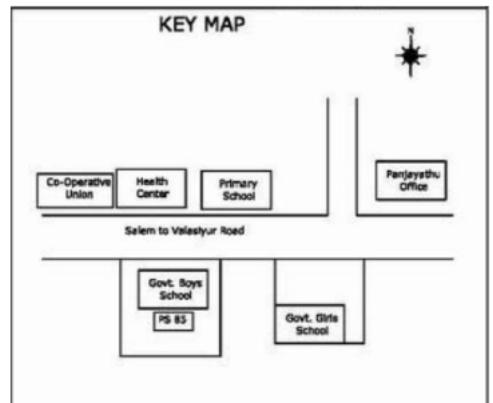 KEY MAP
N
Co-Operative
Union
Health
Center
Primary
School
Panjayathu
Office
Salem to Valasiyur Road
Govt. Boys
School
PS 85
Govt. Girls
School